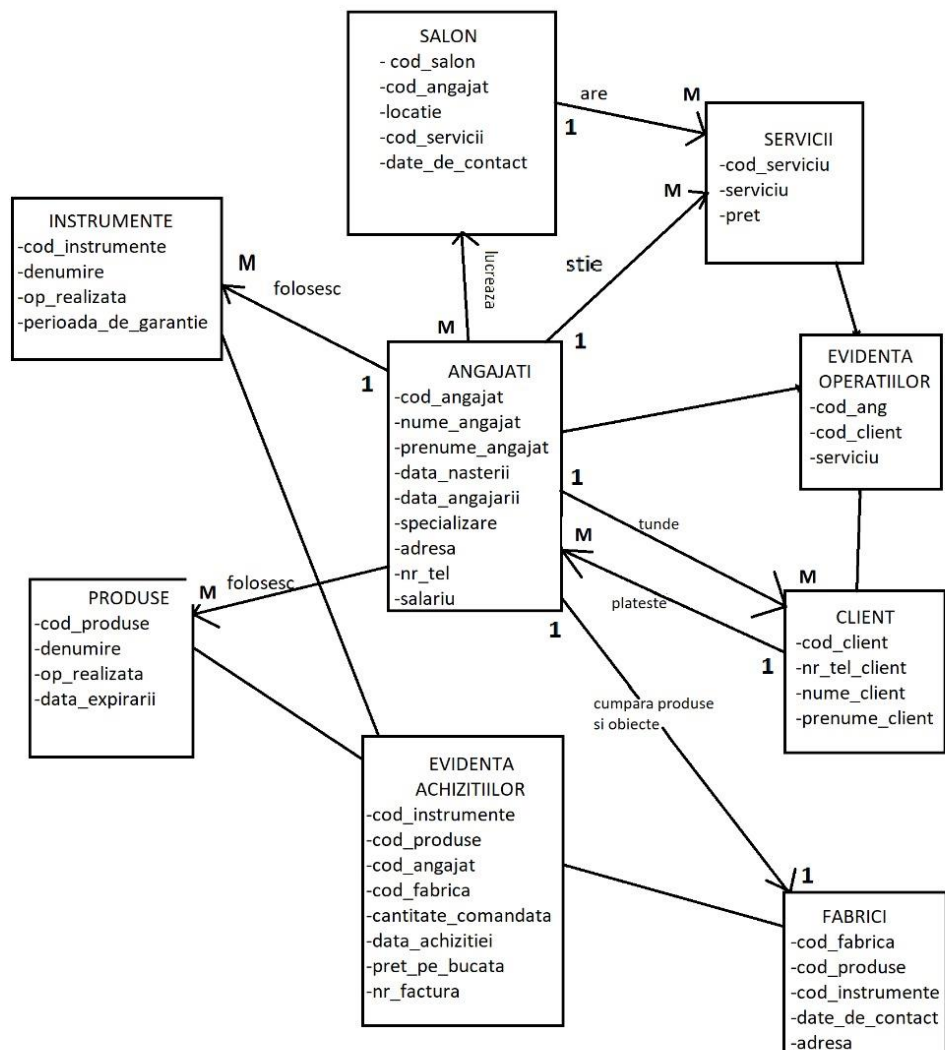 SALON
- cod_salon
-cod_angajat
-locatie
-cod_servicii
-date_de_contact
are
1
M
SERVICII
-cod_serviciu
-serviciu
-pret
INSTRUMENTE
-cod_instrumente
-denumire
-op_realizata
-perioada_de_garantie
M
folosesc
1
lucreaza
M
stie
M
1
ANGAJATI
-cod_angajat
-nume_angajat
-prenume_angajat
-data_nasterii
-data_angajarii
-specializare
-adresa
-nr_tel
-salariu
EVIDENTA
OPERATIILOR
-cod_ang
-cod_client
-serviciu
1
tunde
M
M
plateste
1
PRODUSE
-cod_produse
-denumire
-op_realizata
-data_expirarii
M
folosesc
CLIENT
-cod_client
-nr_tel_client
-nume_client
-prenume_client
1
cumpara produse
si obiecte
1
EVIDENTA
ACHIZITIILOR
-cod_instrumente
-cod_produse
-cod_angajat
-cod_fabrica
-cantitate_comandata
-data_achizitiei
-pret_pe_bucata
-nr_factura
FABRICI
-cod_fabrica
-cod_produse
-cod_instrumente
-date_de_contact
-adresa